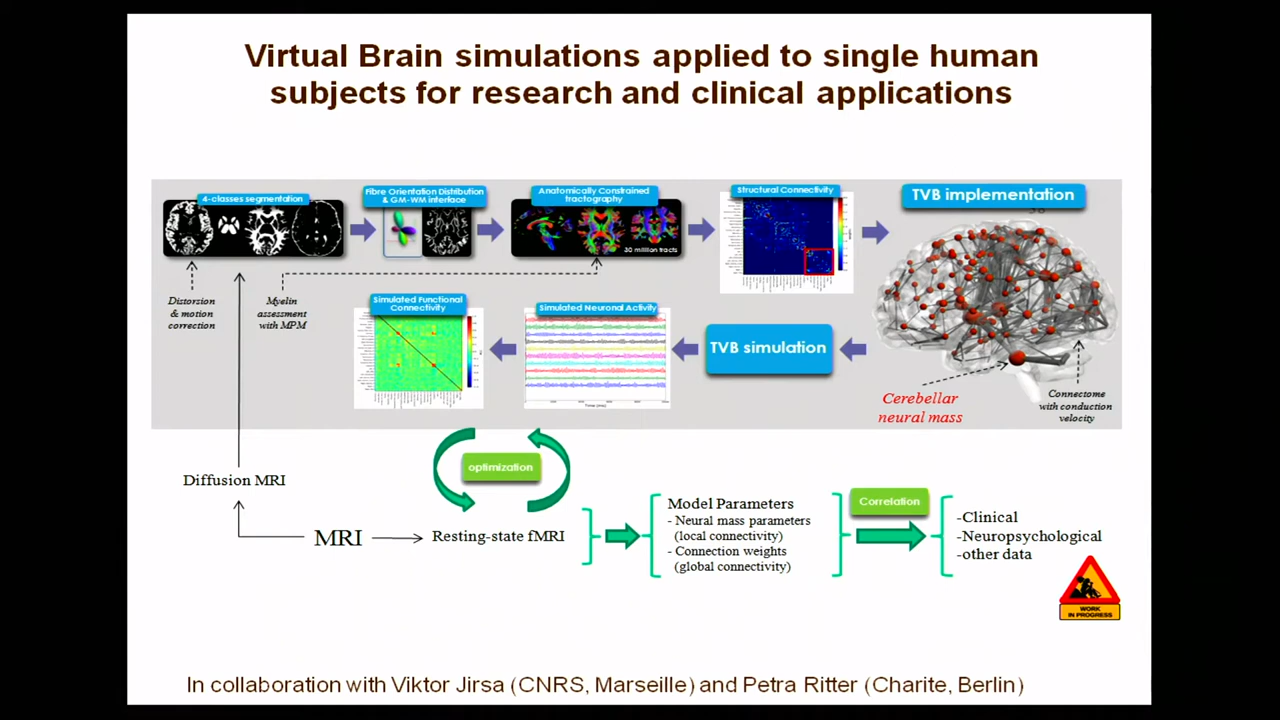 Virtual Brain simulations applied to single human
subjects for research and clinical applications
4-classes segmentation
Fibre Orientation Distribution
& GM-WM interface
Anatomically Constrained
tractography
30 million tracts
Structural Connectivity
TVB implementation
Distorsion
& motion
correction
Myelin
assessment
with MPM
Simulated Functional
Connectivity
Simulated Neuronal Activity
Time (ms)
TVB simulation
Cerebellar
neural mass
Connectome
with conduction
velocity
optimization
Diffusion MRI
MRI
Resting-state fMRI
Model Parameters
- Neural mass parameters
(local connectivity)
- Connection weights
(global connectivity)
Correlation
-Clinical
-Neuropsychological
-other data
WORK
IN PROGRESS
In collaboration with Viktor Jirsa (CNRS, Marseille) and Petra Ritter (Charite, Berlin)